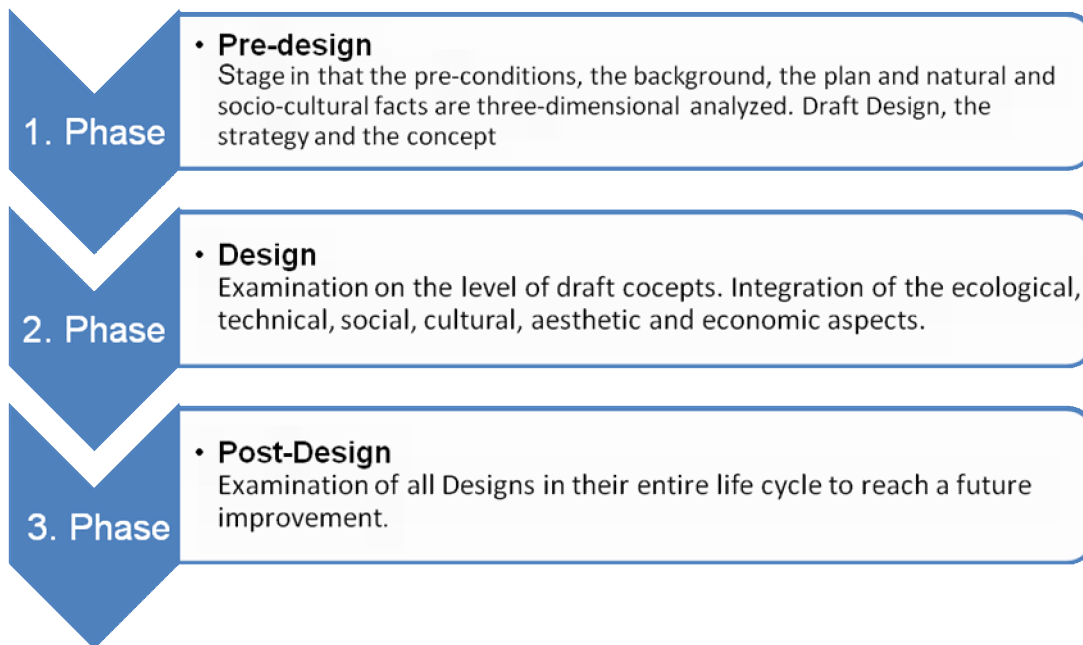 1. Phase
• Pre-design
Stage in that the pre-conditions, the background, the plan and natural and
socio-cultural facts are three-dimensional analyzed. Draft Design, the
strategy and the concept
2. Phase
• Design
Examination on the level of draft cocepts. Integration of the ecological,
technical, social, cultural, aesthetic and economic aspects.
3. Phase
• Post-Design
Examination of all Designs in their entire life cycle to reach a future
improvement.